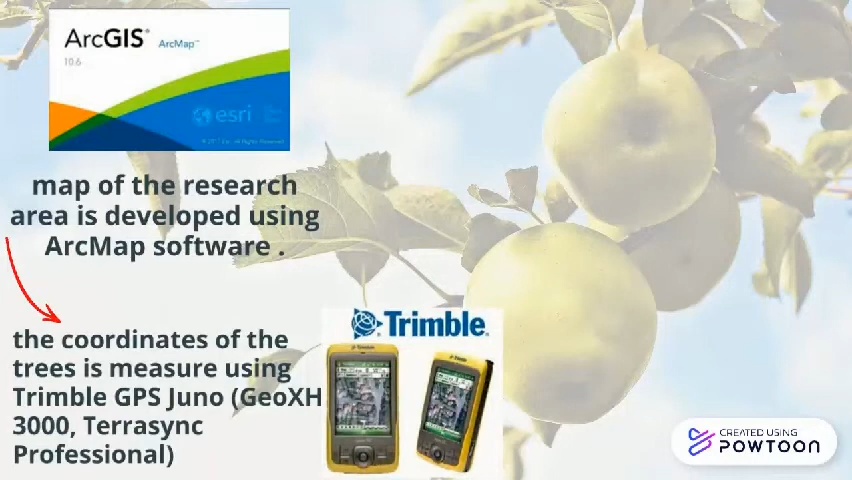 ArcGIS® ArcMap™
10.6
esri
map of the research
area is developed using
ArcMap software .
the coordinates of the
trees is measure using
Trimble GPS Juno (GeoXH
3000, Terrasync
Professional)
Trimble®
CREATED USING
POWTOON